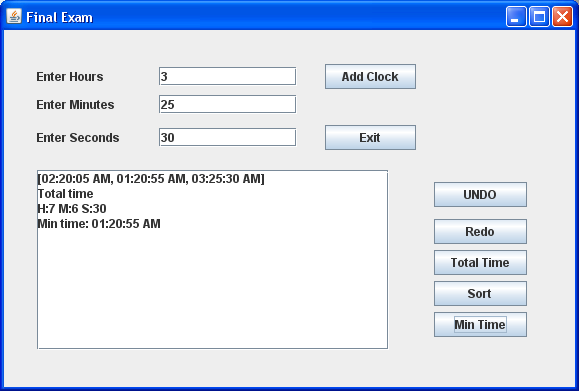 Final Exam
Enter Hours 3 Add Clock
Enter Minutes 25
Enter Seconds 30 Exit
[02:20:05 AM, 01:20:55 AM, 03:25:30 AM]
Total time
H:7 M:6 S:30
Min time: 01:20:55 AM
UNDO
Redo
Total Time
Sort
Min Time